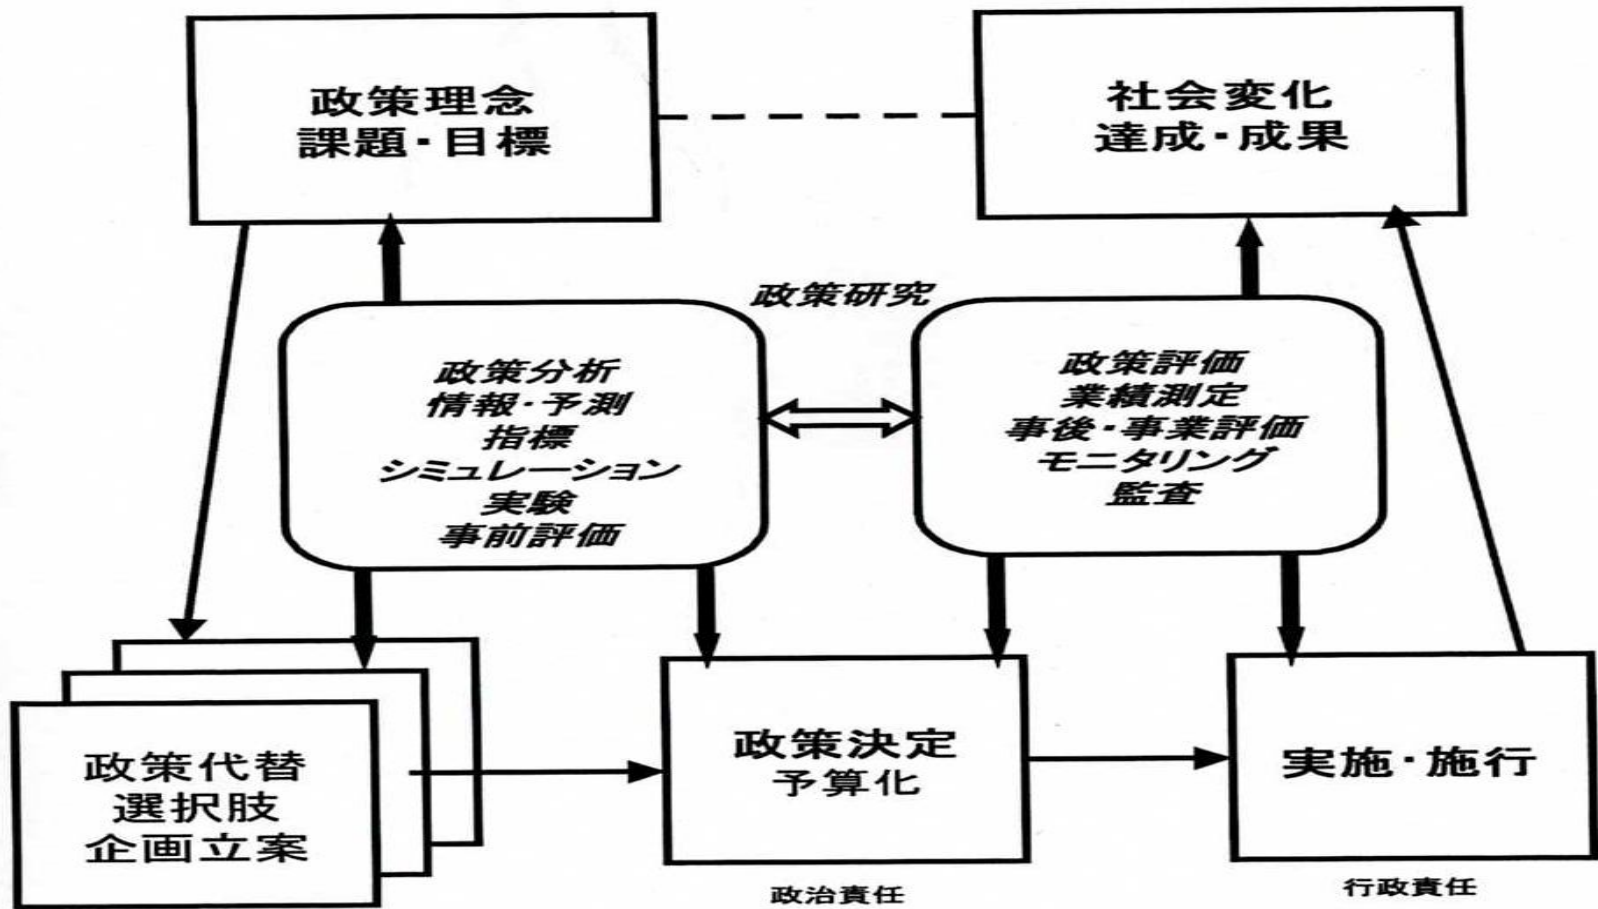 政策理念
課題・目標
社会変化
達成・成果
政策研究
政策分析
情報・予測
指標
シミュレーション
実験
事前評価
政策評価
業績測定
事後・事業評価
モニタリング
監査
政策代替
選択肢
企画立案
政策決定
予算化
実施・施行
政治責任
行政責任